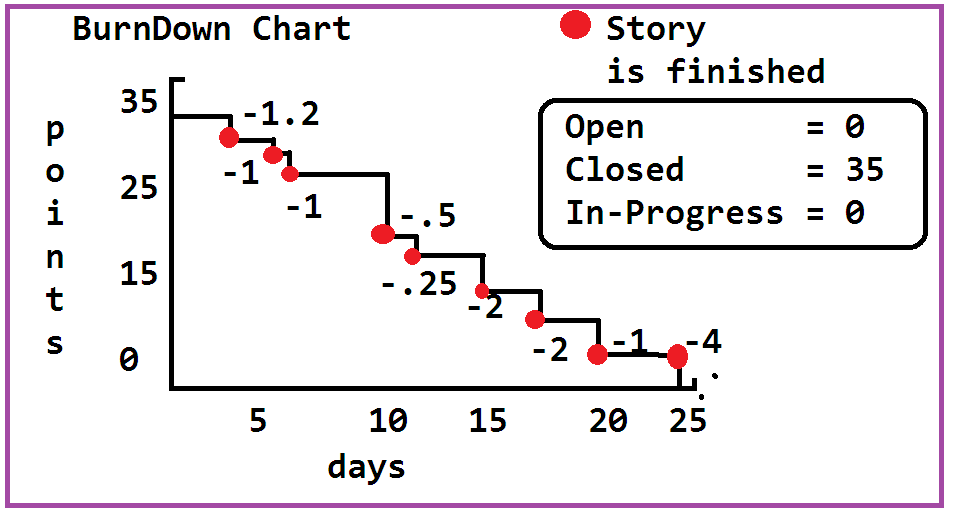 BurnDown Chart
Story
is finished
points
35
25
15
0
-1.2
-1
-1
-.5
-.25
-2
-2
-1
-4
Open = 0
Closed = 35
In-Progress = 0
5 10 15 20 25
days